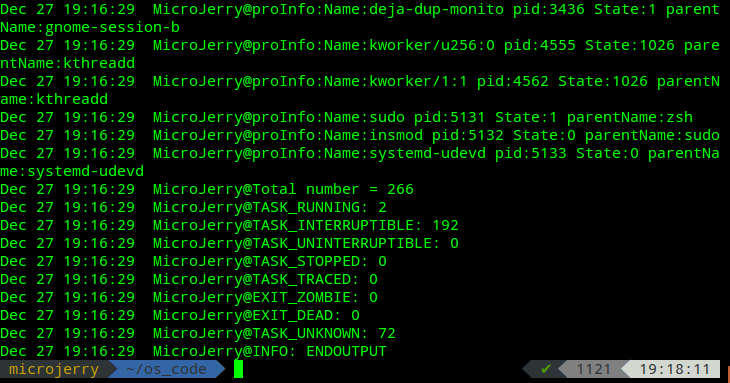 Dec 27 19:16:29  MicroJerry@proInfo:Name:deja-dup-monito pid:3436 State:1 parent
Name:gnome-session-b
Dec 27 19:16:29  MicroJerry@proInfo:Name:kworker/u256:0 pid:4555 State:1026 pare
ntName:kthreadd
Dec 27 19:16:29  MicroJerry@proInfo:Name:kworker/1:1 pid:4562 State:1026 parentN
ame:kthreadd
Dec 27 19:16:29  MicroJerry@proInfo:Name:sudo pid:5131 State:1 parentName:zsh
Dec 27 19:16:29  MicroJerry@proInfo:Name:insmod pid:5132 State:0 parentName:sudo
Dec 27 19:16:29  MicroJerry@proInfo:Name:systemd-udevd pid:5133 State:0 parentNa
me:systemd-udevd
Dec 27 19:16:29  MicroJerry@Total number = 266
Dec 27 19:16:29  MicroJerry@TASK_RUNNING: 2
Dec 27 19:16:29  MicroJerry@TASK_INTERRUPTIBLE: 192
Dec 27 19:16:29  MicroJerry@TASK_UNINTERRUPTIBLE: 0
Dec 27 19:16:29  MicroJerry@TASK_STOPPED: 0
Dec 27 19:16:29  MicroJerry@TASK_TRACED: 0
Dec 27 19:16:29  MicroJerry@EXIT_ZOMBIE: 0
Dec 27 19:16:29  MicroJerry@EXIT_DEAD: 0
Dec 27 19:16:29  MicroJerry@TASK_UNKNOWN: 72
Dec 27 19:16:29  MicroJerry@INFO: ENDOUTPUT
microjerry ~/os_code ✔ 1121 19:18:11